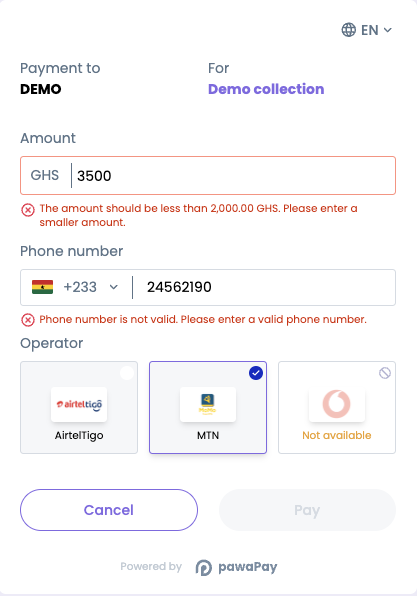 EN
Payment to
For
DEMO
Demo collection
Amount
GHS 3500
The amount should be less than 2,000.00 GHS. Please enter a
smaller amount.
Phone number
+233 24562190
Phone number is not valid. Please enter a valid phone number.
Operator
airteltigo
AirtelTigo
MTN
Not available
Cancel
Pay
Powered by pawaPay